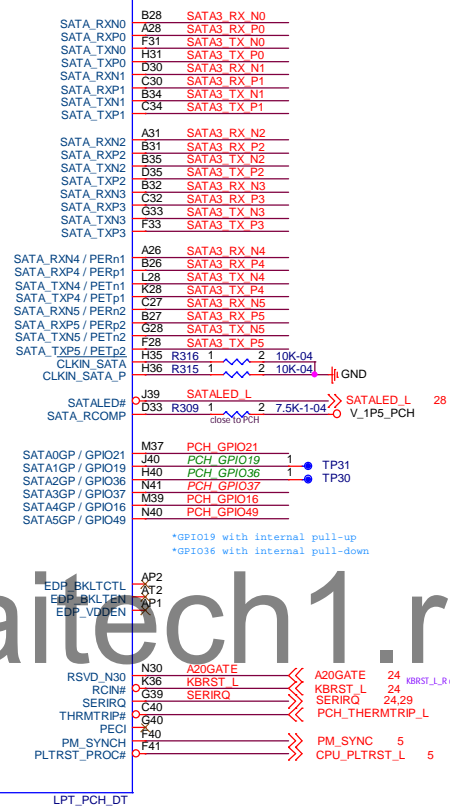 SATA_RXN0 B28 SATA3_RX_N0
SATA_RXP0 A28 SATA3_RX_P0
SATA_TXN0 F31 SATA3_TX_N0
SATA_TXP0 H31 SATA3_TX_P0
SATA_RXN1 D30 SATA3_RX_N1
SATA_RXP1 C30 SATA3_RX_P1
SATA_TXN1 B34 SATA3_TX_N1
SATA_TXP1 C34 SATA3_TX_P1
SATA_RXN2 A31 SATA3_RX_N2
SATA_RXP2 B31 SATA3_RX_P2
SATA_TXN2 B35 SATA3_TX_N2
SATA_TXP2 D35 SATA3_TX_P2
SATA_RXN3 B32 SATA3_RX_N3
SATA_RXP3 C32 SATA3_RX_P3
SATA_TXN3 G33 SATA3_TX_N3
SATA_TXP3 F33 SATA3_TX_P3
SATA_RXN4 / PERn1 A26 SATA3_RX_N4
SATA_RXP4 / PERp1 B26 SATA3_RX_P4
SATA_TXN4 / PETn1 L28 SATA3_TX_N4
SATA_TXP4 / PETp1 K28 SATA3_TX_P4
SATA_RXN5 / PERn2 C27 SATA3_RX_N5
SATA_RXP5 / PERp2 B27 SATA3_RX_P5
SATA_TXN5 / PETn2 G28 SATA3_TX_N5
SATA_TXP5 / PETp2 F28 SATA3_TX_P5
CLKIN_SATA H35 R316 1 2 10K-04
CLKIN_SATA_P H36 R315 1 2 10K-04 GND
SATALED# J39 SATALED_L SATALED_L 28
SATA_RCOMP D33 R309 1 2 7.5K-1-04 V_1P5_PCH
close to PCH
SATA0GP / GPIO21 M37 PCH_GPIO21
SATA1GP / GPIO19 J40 PCH_GPIO19 1 TP31
SATA2GP / GPIO36 H40 PCH_GPIO36 1 TP30
SATA3GP / GPIO37 N41 PCH_GPIO37
SATA4GP / GPIO16 M39 PCH_GPIO16
SATA5GP / GPIO49 N40 PCH_GPIO49
*GPIO19 with internal pull-up
*GPIO36 with internal pull-down
EDP_BKLTCTL AP2
EDP_BKLTEN AT2
EDP_VDDEN AP1
aitech1.r
RSVD_N30 N30 A20GATE A20GATE 24
RCIN# K36 KBRST_L KBRST_L 24 KBRST_L_R
SERIRQ G39 SERIRQ SERIRQ 24,29
THRMTRIP# C40 PCH_THERMTRIP_L
PECI G40
PM_SYNCH F40 PM_SYNC 5
PLTRST_PROC# F41 CPU_PLTRST_L 5
LPT_PCH_DT